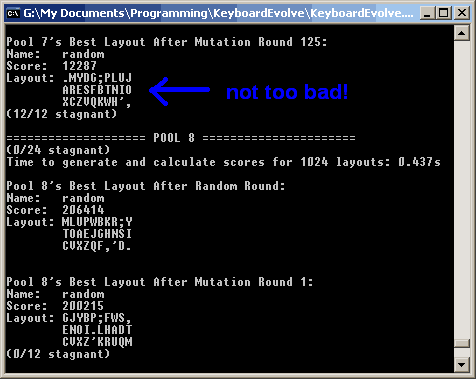 G:\My Documents\Programming\KeyboardEvolve\KeyboardEvolve....
Pool 7's Best Layout After Mutation Round 125:
Name:   random
Score:  12287
Layout: .MYDG;PLUJ
        ARESFBTNIO
        XCZVQKWH',
(12/12 stagnant)
not too bad!
==================== POOL 8 ======================
(0/24 stagnant)
Time to generate and calculate scores for 1024 layouts: 0.437s
Pool 8's Best Layout After Random Round:
Name:   random
Score:  206414
Layout: MLUPWBKR;Y
        TOAEJGHNSI
        CVXZQF,'D.
Pool 8's Best Layout After Mutation Round 1:
Name:   random
Score:  200215
Layout: GJYBP;FWS,
        ENOI.LHADT
        CVXZ'KRUQM
(0/12 stagnant)